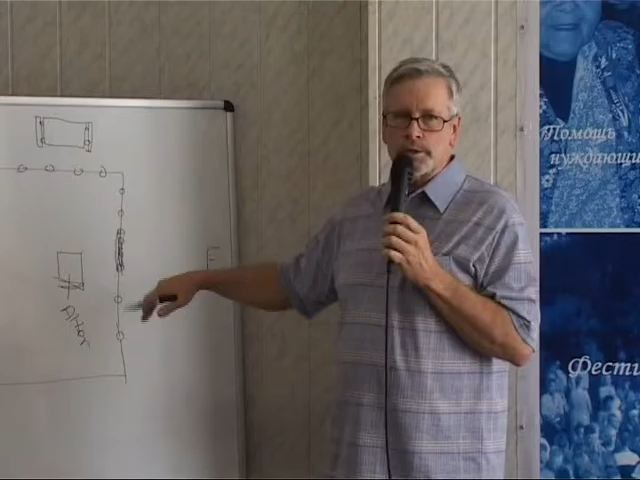 Помощь
нуждающи
Фести